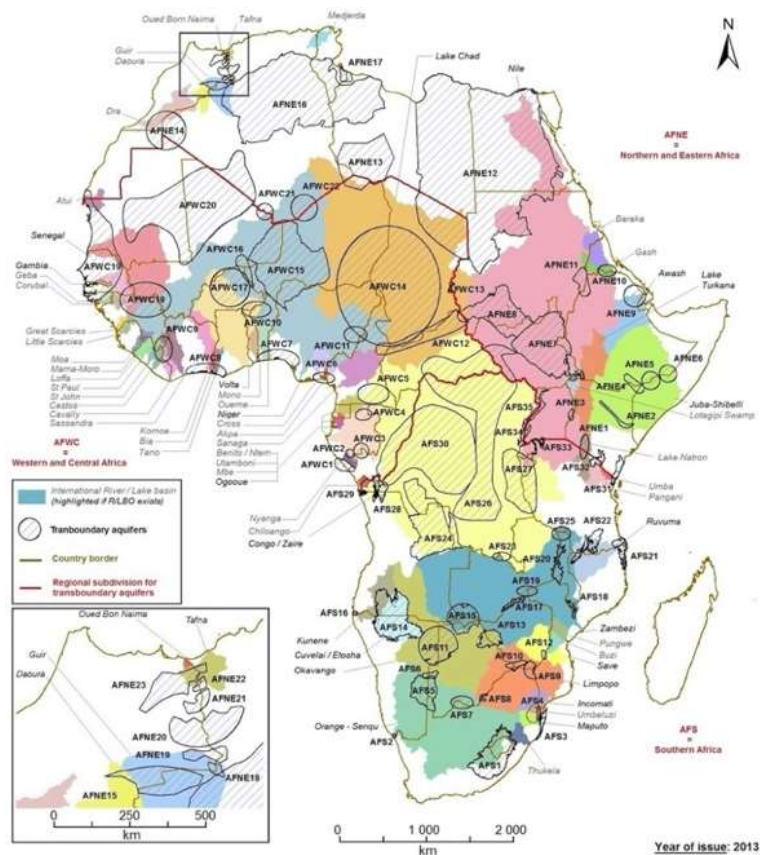 Oued Bon Naima
Tafna
Medjerda
N
Guir
Daoura
AFNE17
Lake Chad
Nile
AFNE16
Dra
AFNE14
AFNE13
AFNE12
AFNE
=
Northern and Eastern Africa
AFWC21
AFWC22
AFWC20
Atui
Baraka
Senegal
AFWC16
Gash
AFWC19
AFWC15
AFNE11
AFNE10
Awash
Gambia
AFWC14
AFWC13
Lake
Turkana
Geba
Corubal
AFWC18
AFWC17
AFNE9
AFNE8
AFWC10
AFWC9
AFWC11
AFWC12
AFNE7
AFNE5
AFNE6
Great Scarcies
Little Scarcies
AFWC8
AFWC7
AFWC6
AFNE4
Moa
Mama-Moro
Loffa
St Paul
St John
Cestos
Cavally
Sassandra
Volta
Mono
Oueme
Niger
Cross
Akpa
Sanaga
Benito / Ntem
Utamboni
Mbe
Ogooue
AFWC5
AFWC4
AFWC3
AFWC2
AFWC1
AFNE3
AFNE2
Juba-Shibelli
Lotagipi Swamp
Komoe
Bia
Tano
AFS35
AFS34
AFNE1
AFWC
=
Western and Central Africa
AFS30
AFS33
Lake Natron
AFS32
AFS27
AFS31
Umba
Pangani
AFS29
AFS28
AFS26
International River / Lake basin
(highlighted if R/LBO exists)
Nyanga
Chiloango
Congo / Zaire
Ruvuma
Tranboundary aquifers
AFS24
AFS25
AFS22
AFS23
AFS20
AFS21
Country border
Regional subdivision for
transboundary aquifers
AFS19
AFS16
AFS17
AFS18
AFS15
AFS14
AFS13
Kunene
Cuvelai / Etosha
Okavango
Zambezi
Pungwe
Buzi
Save
AFS12
AFS11
AFS10
AFS9
Limpopo
AFS6
AFS5
AFS8
AFS4
Incomati
Umbeluzi
Maputo
AFS7
Orange - Senqu
AFS2
AFS3
AFS1
Thukela
AFS
=
Southern Africa
Oued Bon Naima
Tafna
Guir
Daoura
AFNE23
AFNE22
AFNE21
AFNE20
AFNE19
AFNE18
AFNE15
0 250 500
km
0 1 000 2 000
km
Year of issue: 2013